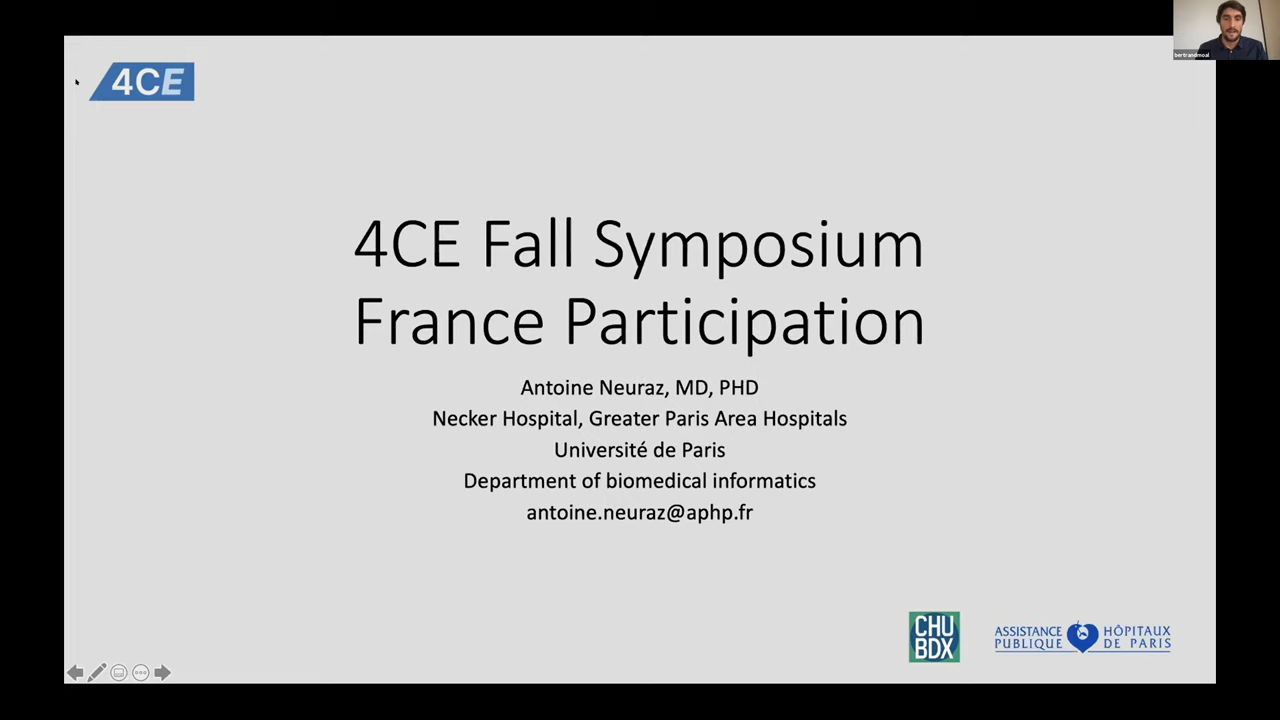 bertrandmoal
4CE
4CE Fall Symposium
France Participation
Antoine Neuraz, MD, PHD
Necker Hospital, Greater Paris Area Hospitals
Université de Paris
Department of biomedical informatics
antoine.neuraz@aphp.fr
CHU
BDX
ASSISTANCE HÔPITAUX
PUBLIQUE DE PARIS